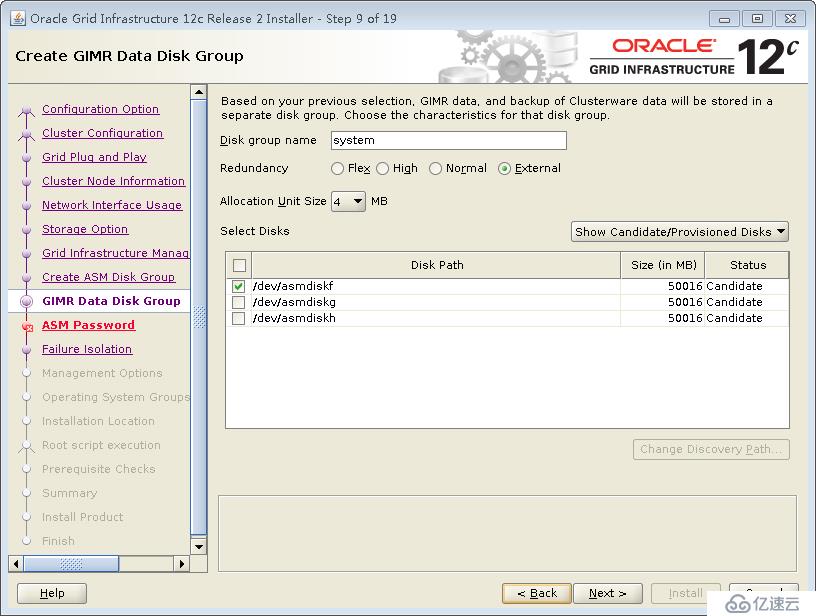 Oracle Grid Infrastructure 12c Release 2 Installer - Step 9 of 19
Create GIMR Data Disk Group
ORACLE
GRID INFRASTRUCTURE 12c
Configuration Option
Cluster Configuration
Grid Plug and Play
Cluster Node Information
Network Interface Usage
Storage Option
Grid Infrastructure Manag
Create ASM Disk Group
GIMR Data Disk Group
ASM Password
Failure Isolation
Management Options
Operating System Groups
Installation Location
Root script execution
Prerequisite Checks
Summary
Install Product
Finish
Based on your previous selection, GIMR data, and backup of Clusterware data will be stored in a
separate disk group. Choose the characteristics for that disk group.
Disk group name system
Redundancy Flex High Normal External
Allocation Unit Size 4 MB
Select Disks Show Candidate/Provisioned Disks
Disk Path Size (in MB) Status
/dev/asmdiskf 50016 Candidate
/dev/asmdiskg 50016 Candidate
/dev/asmdiskh 50016 Candidate
Change Discovery Path...
Help < Back Next > Install
亿速云